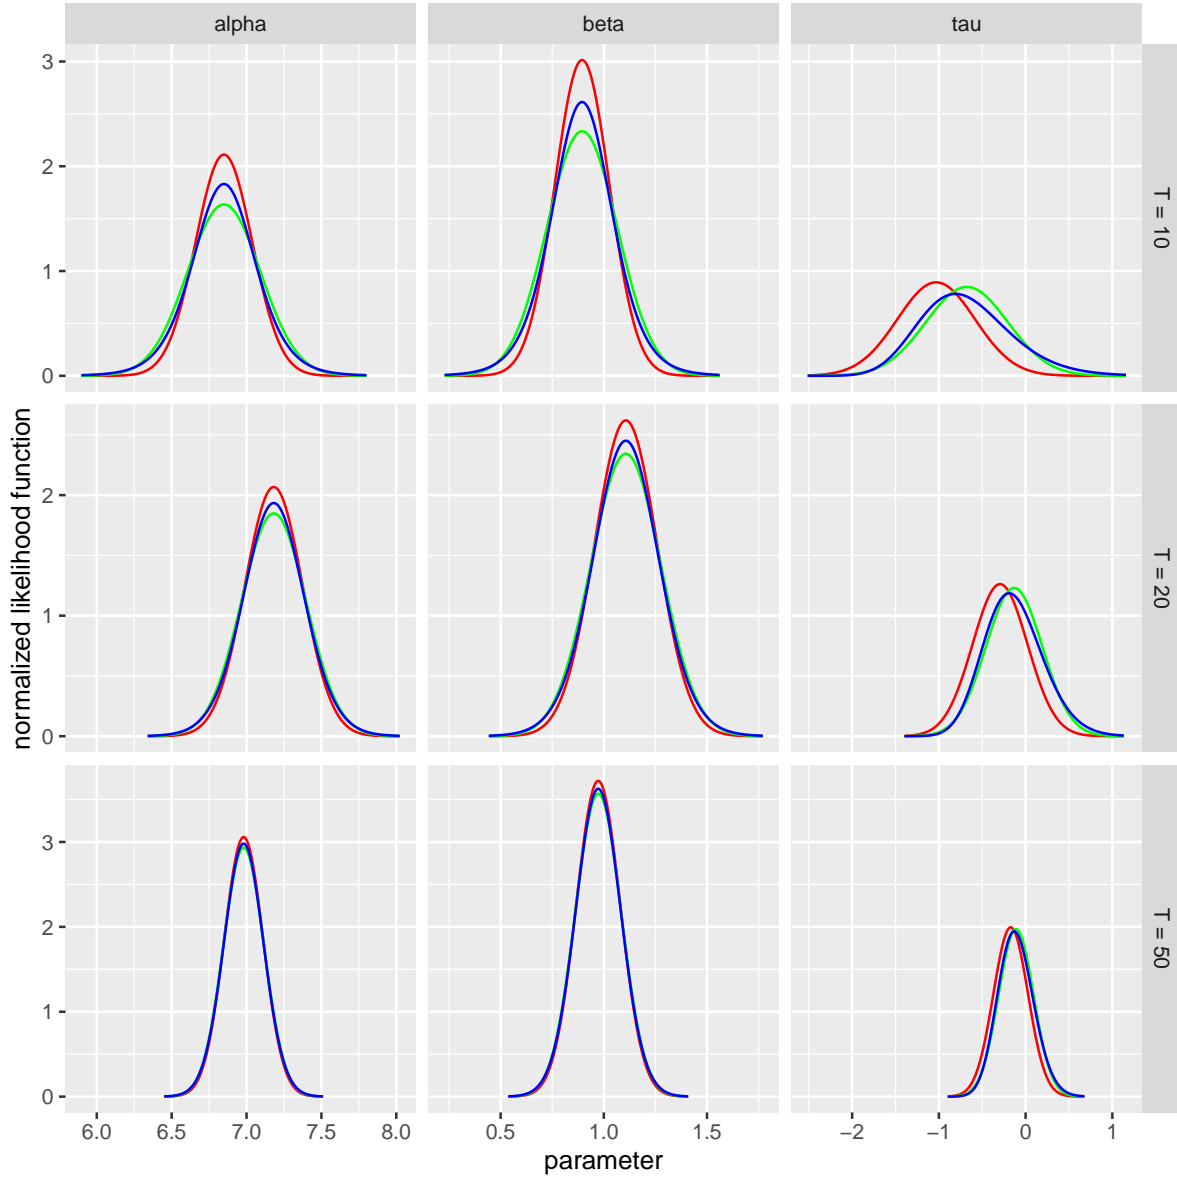 alpha beta tau
3
2
1
0
T = 10
2
1
0
T = 20
3
2
1
0
T = 50
normalized likelihood function
6.0 6.5 7.0 7.5 8.0 0.5 1.0 1.5 −2 −1 0 1
parameter